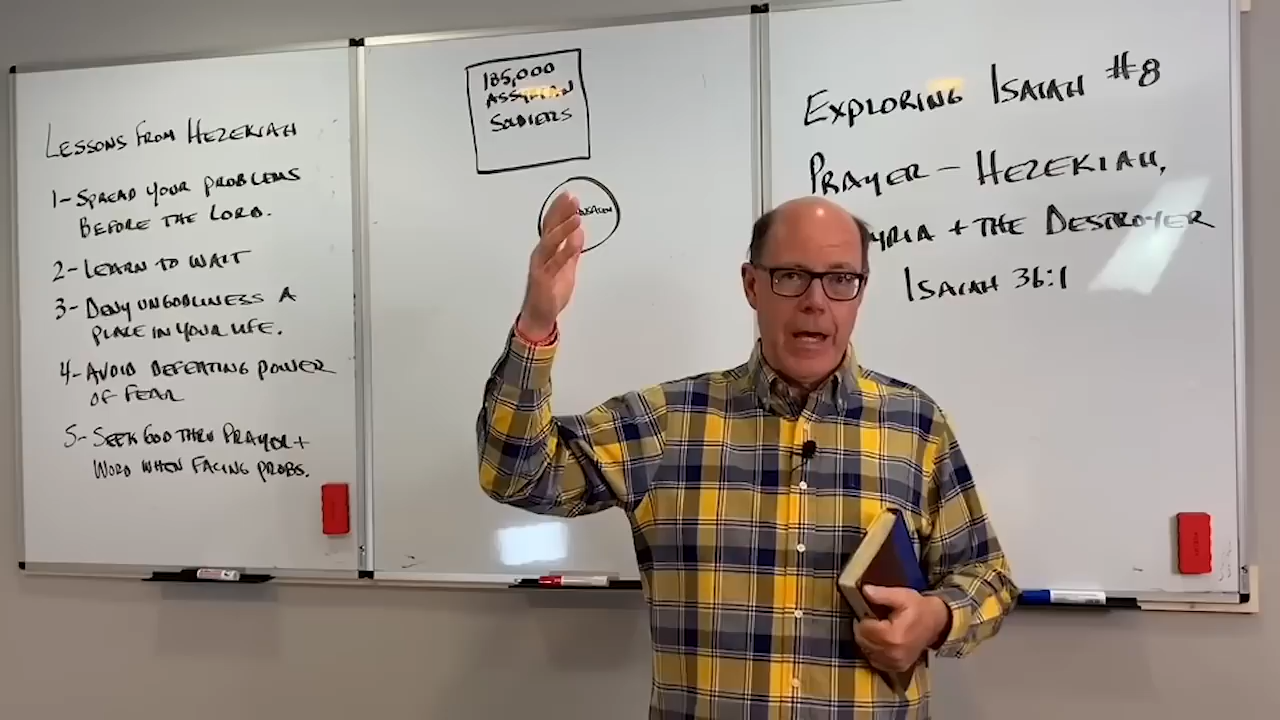 LESSONS FROM HEZEKIAH
1- SPREAD YOUR PROBLEMS
BEFORE THE LORD.
2- LEARN TO WAIT
3- DENY UNGODLINESS A
PLACE IN YOUR LIFE.
4- AVOID DEFEATING POWER
OF FEAR
5- SEEK GOD THRU PRAYER +
WORD WHEN FACING PROBS.
185,000
ASSYRIAN
SOLDIERS
EXPLORING ISAIAH #8
PRAYER - HEZEKIAH,
YRIA + THE DESTROYER
ISAIAH 36:1